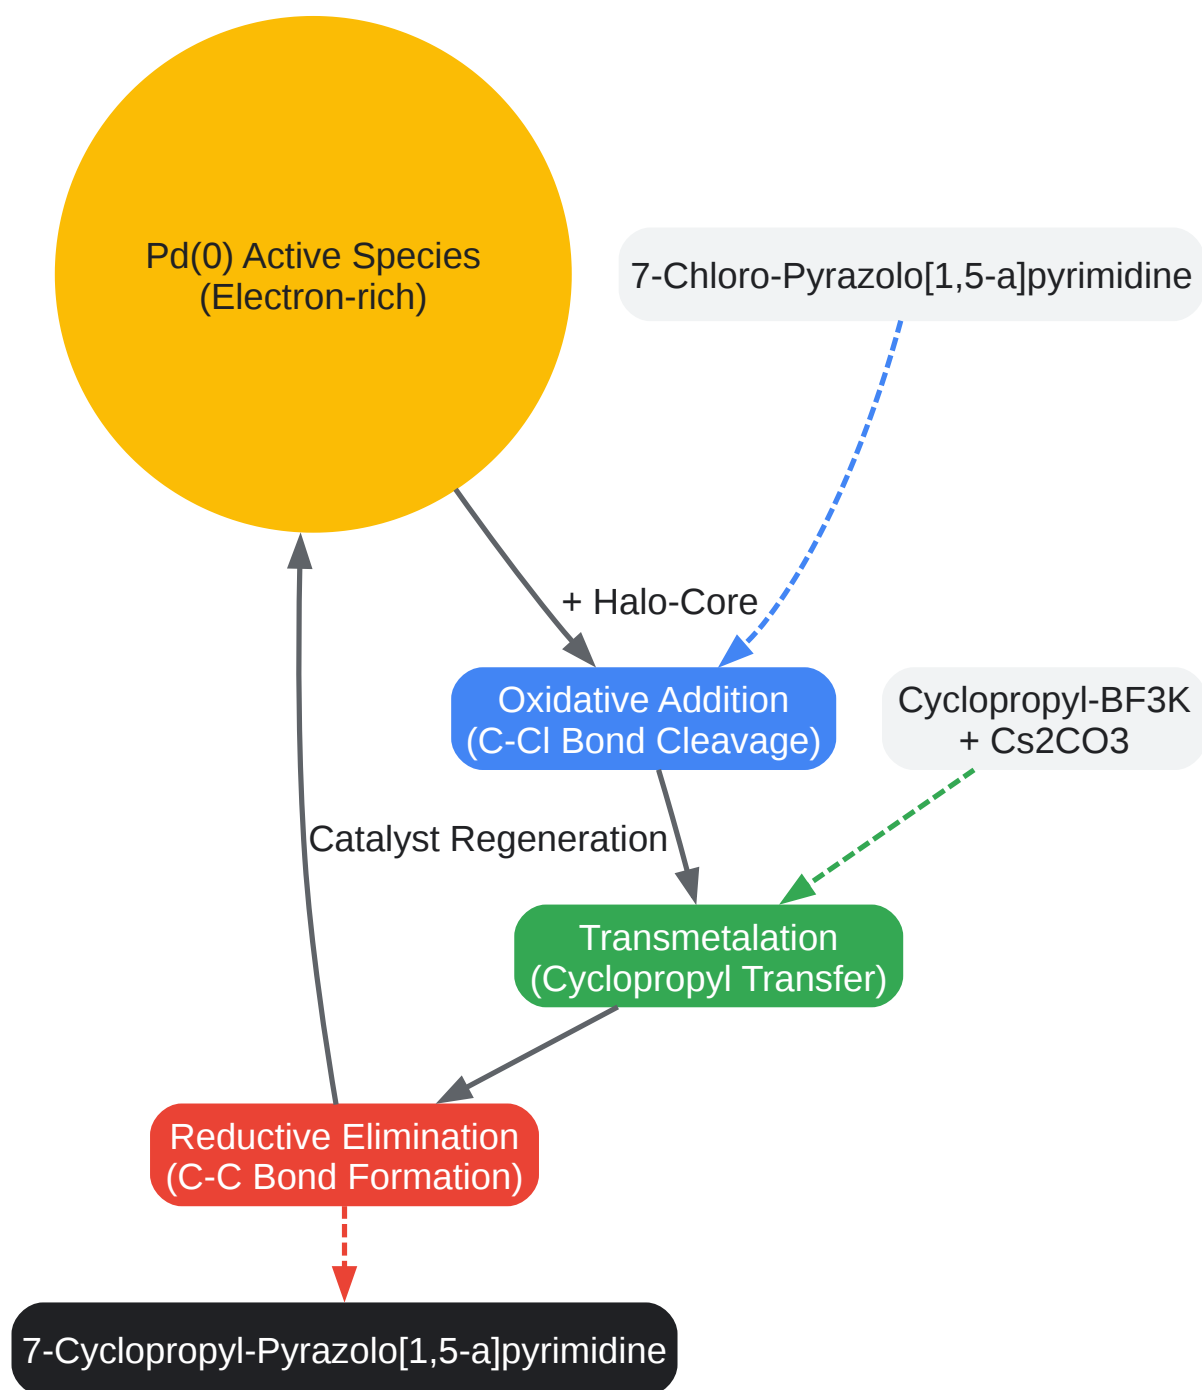 Pd(0) Active Species
(Electron-rich)
7-Chloro-Pyrazolo[1,5-a]pyrimidine
+ Halo-Core
Oxidative Addition
(C-Cl Bond Cleavage)
Cyclopropyl-BF3K
+ Cs2CO3
Catalyst Regeneration
Transmetalation
(Cyclopropyl Transfer)
Reductive Elimination
(C-C Bond Formation)
7-Cyclopropyl-Pyrazolo[1,5-a]pyrimidine